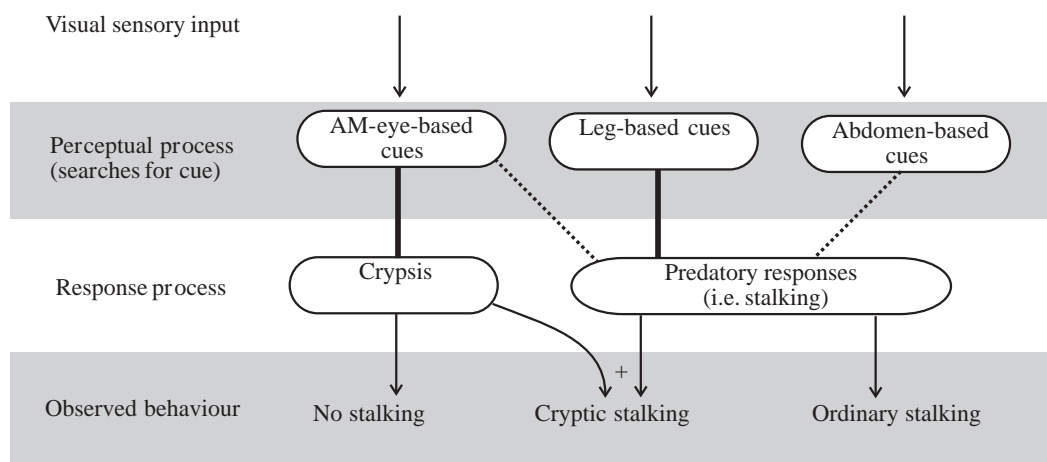 Visual sensory input
Perceptual process
(searches for cue)
AM-eye-based
cues
Leg-based cues
Abdomen-based
cues
Response process
Crypsis
Predatory responses
(i.e. stalking)
+
Observed behaviour
No stalking
Cryptic stalking
Ordinary stalking